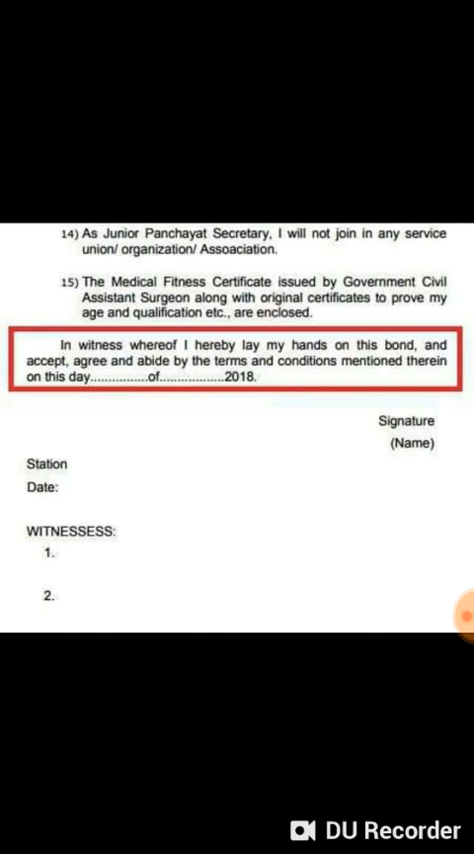 14) As Junior Panchayat Secretary, I will not join in any service
union/ organization/ Assoaciation.
15) The Medical Fitness Certificate issued by Government Civil
Assistant Surgeon along with original certificates to prove my
age and qualification etc., are enclosed.
In witness whereof I hereby lay my hands on this bond, and
accept, agree and abide by the terms and conditions mentioned therein
on this day................of..................2018.
Signature
(Name)
Station
Date:
WITNESSESS:
1.
2.
DU Recorder